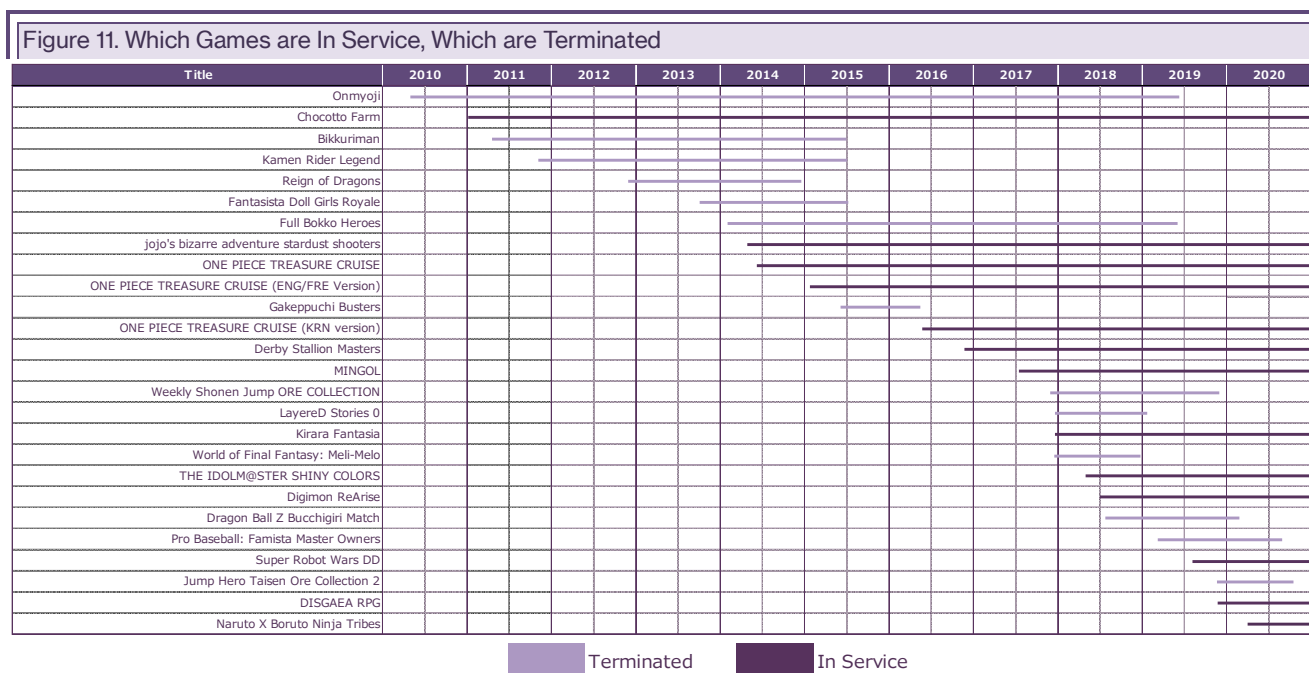 Figure 11. Which Games are In Service, Which are Terminated
Title 2010 2011 2012 2013 2014 2015 2016 2017 2018 2019 2020
Onmyoji
Chocotto Farm
Bikkuriman
Kamen Rider Legend
Reign of Dragons
Fantasista Doll Girls Royale
Full Bokko Heroes
jojo's bizarre adventure stardust shooters
ONE PIECE TREASURE CRUISE
ONE PIECE TREASURE CRUISE (ENG/FRE Version)
Gakeppuchi Busters
ONE PIECE TREASURE CRUISE (KRN version)
Derby Stallion Masters
MINGOL
Weekly Shonen Jump ORE COLLECTION
LayereD Stories 0
Kirara Fantasia
World of Final Fantasy: Meli-Melo
THE IDOLM@STER SHINY COLORS
Digimon ReArise
Dragon Ball Z Bucchigiri Match
Pro Baseball: Famista Master Owners
Super Robot Wars DD
Jump Hero Taisen Ore Collection 2
DISGAEA RPG
Naruto X Boruto Ninja Tribes
Terminated In Service